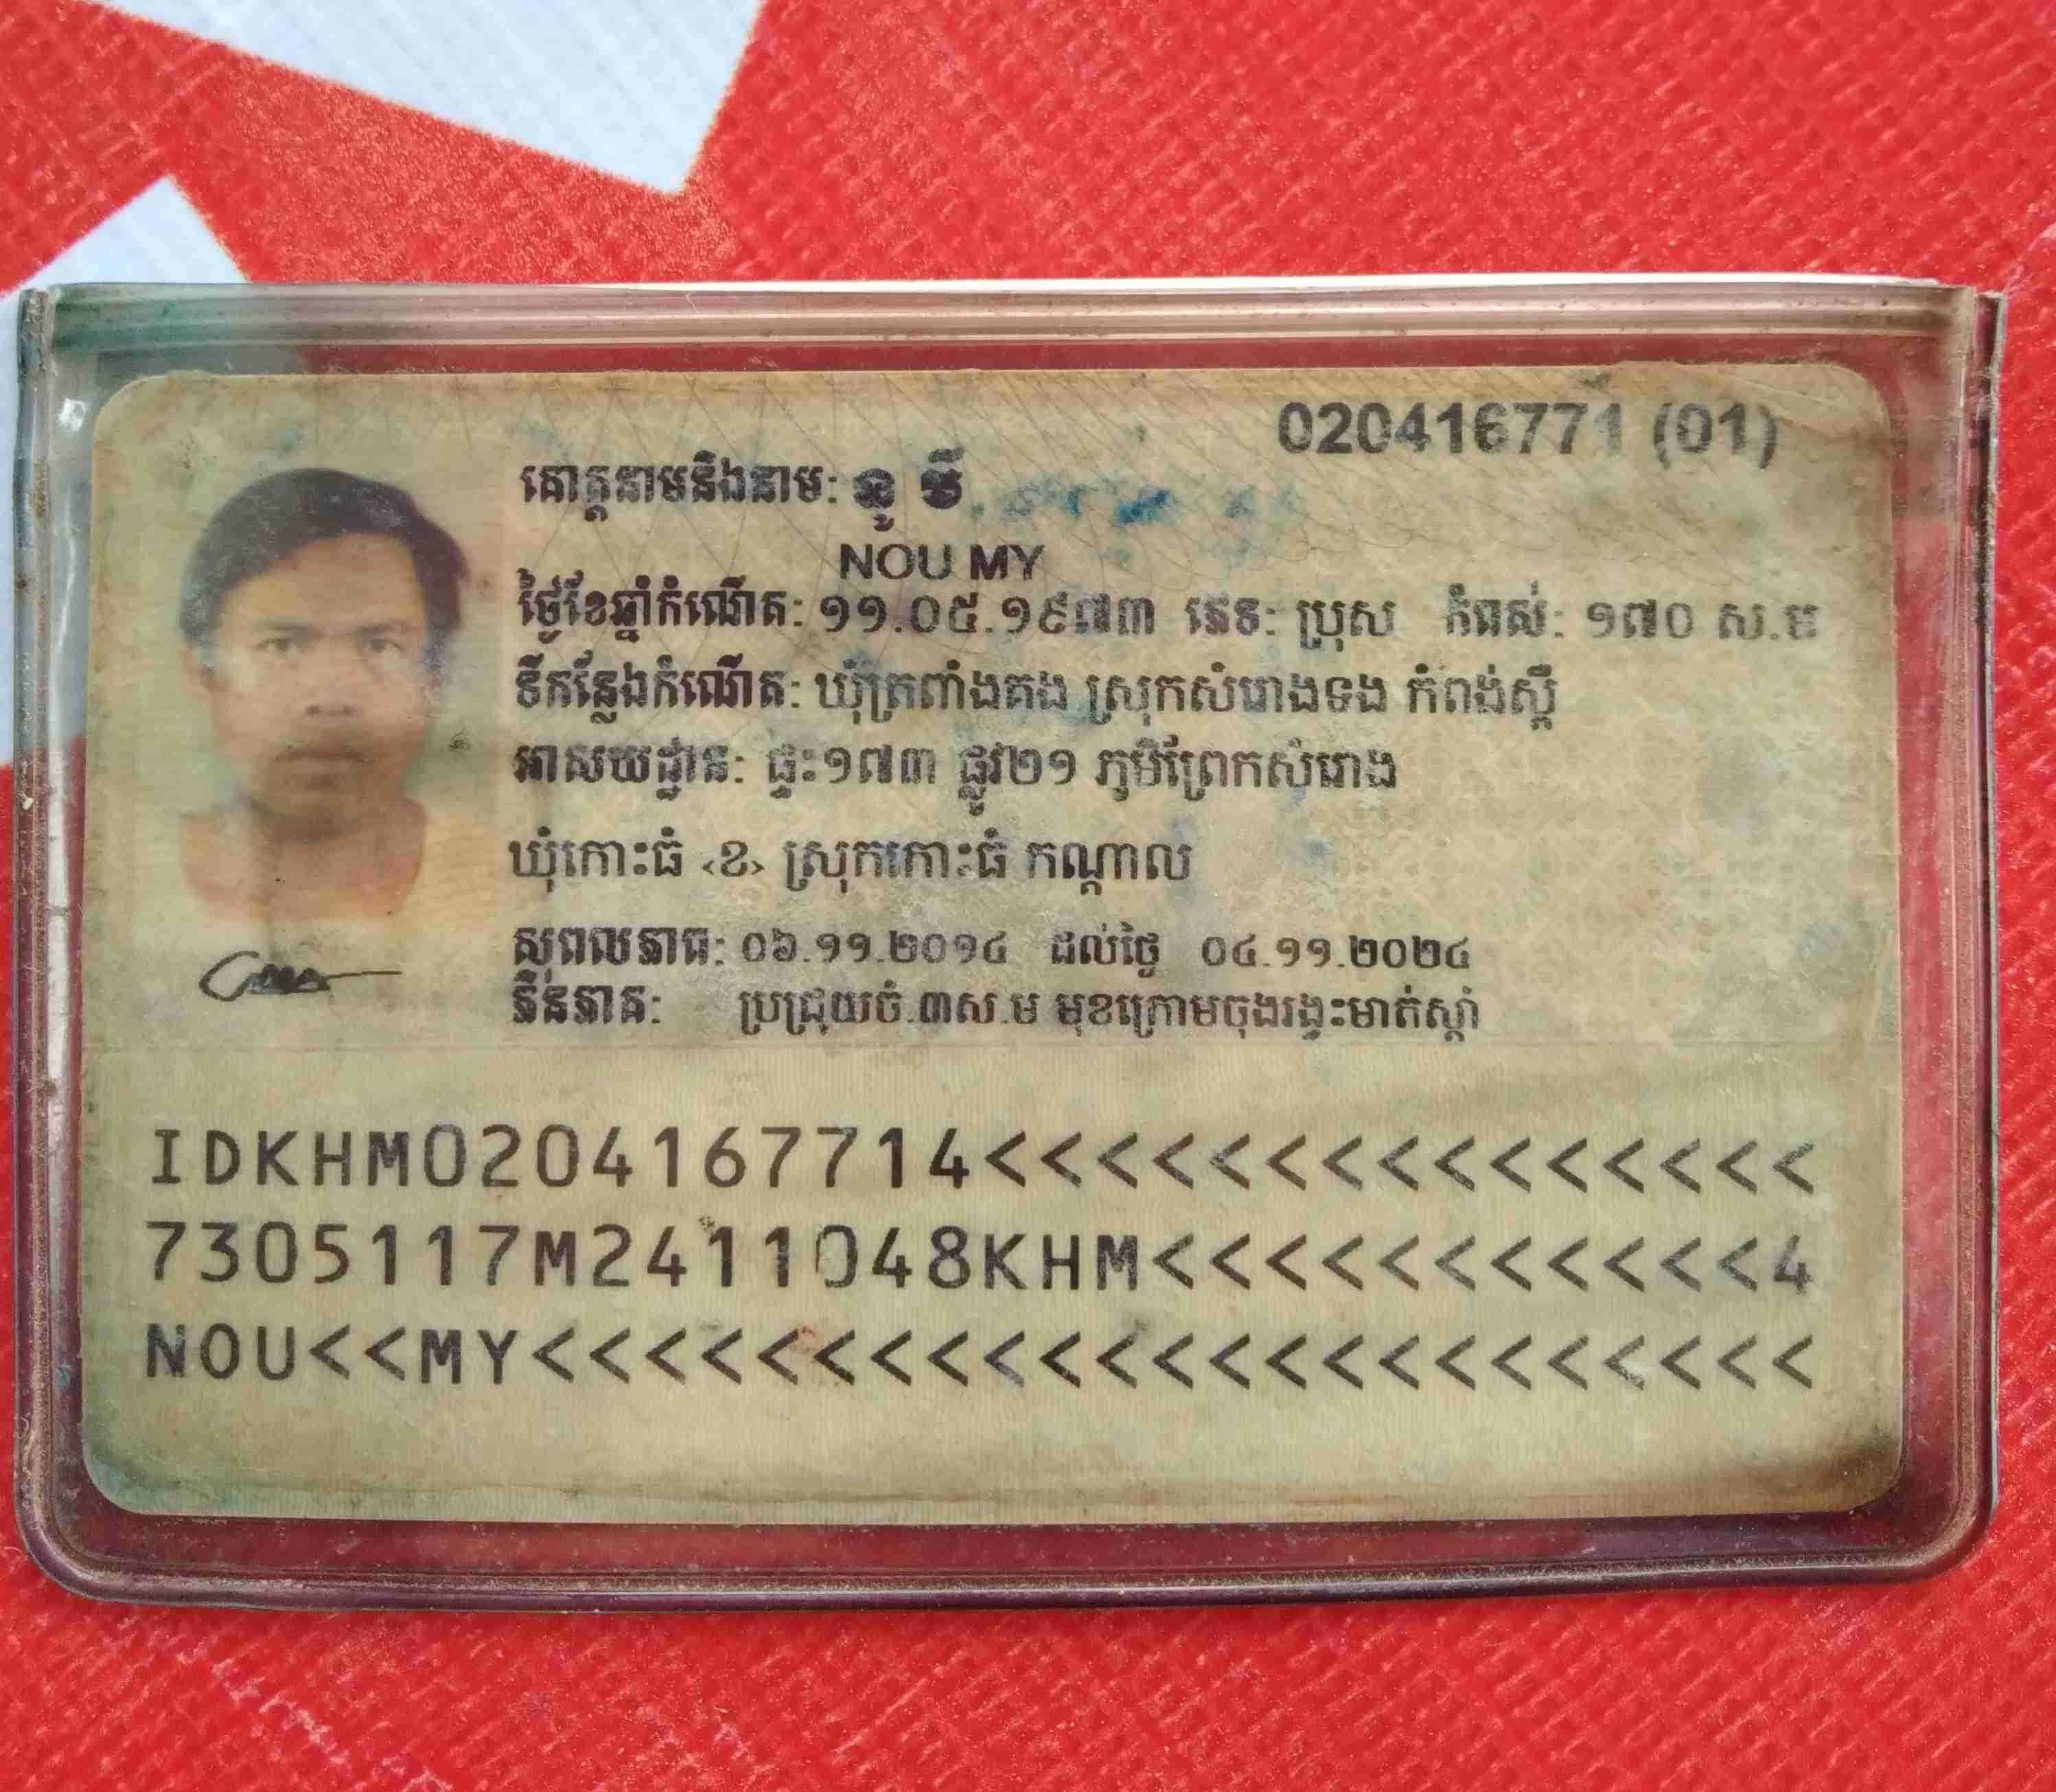 020416771 (01)
គោត្តនាមនិងនាម: នូ មី
NOU MY
ថ្ងៃខែឆ្នាំកំណើត: ១១.០៥.១៩៧៣ ភេទ: ប្រុស កំពស់: ១៧០ ស.ម
ទីកន្លែងកំណើត: ឃុំត្រពាំងគង ស្រុកសំរោងទង កំពង់ស្ពឺ
អាសយដ្ឋាន: ផ្ទះ១៧៣ ផ្លូវ២១ ភូមិព្រែកសំរោង
ឃុំកោះធំ ‹ខ› ស្រុកកោះធំ កណ្តាល
សុពលភាព: ០៦.១១.២០១៤ ដល់ថ្ងៃ ០៤.១១.២០២៤
ភិនភាគ: ប្រជ្រុយចំ.៣ស.ម មុខក្រោមចុងរង្វះមាត់ស្តាំ
IDKHM0204167714<<<<<<<<<<<<<<<
7305117M2411048KHM<<<<<<<<<<<4
NOU<<MY<<<<<<<<<<<<<<<<<<<<<<<